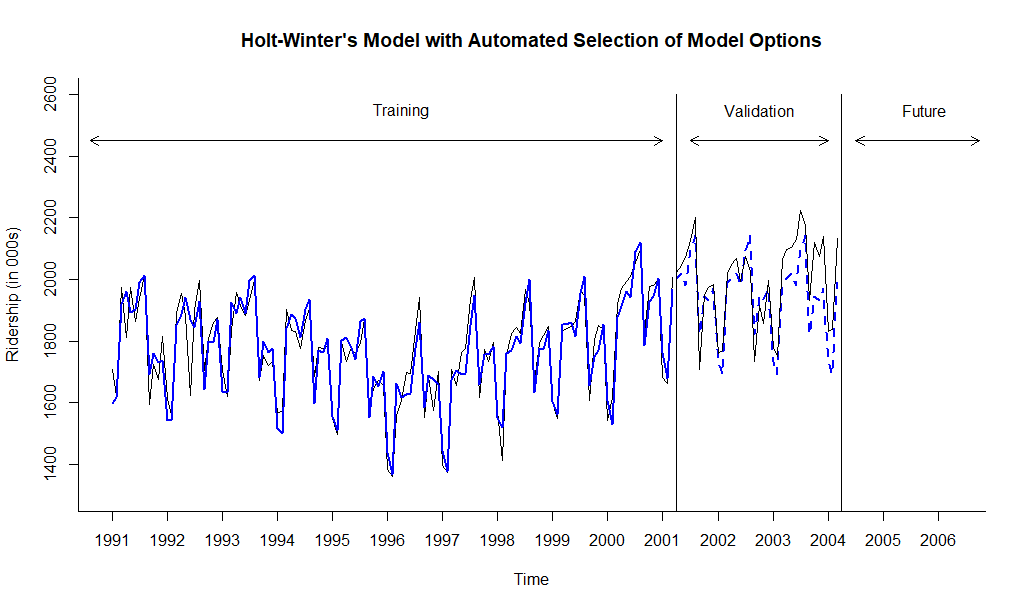 Holt-Winter's Model with Automated Selection of Model Options
Training
Validation
Future
Ridership (in 000s)
2600
2400
2200
2000
1800
1600
1400
1991 1992 1993 1994 1995 1996 1997 1998 1999 2000 2001 2002 2003 2004 2005 2006
Time